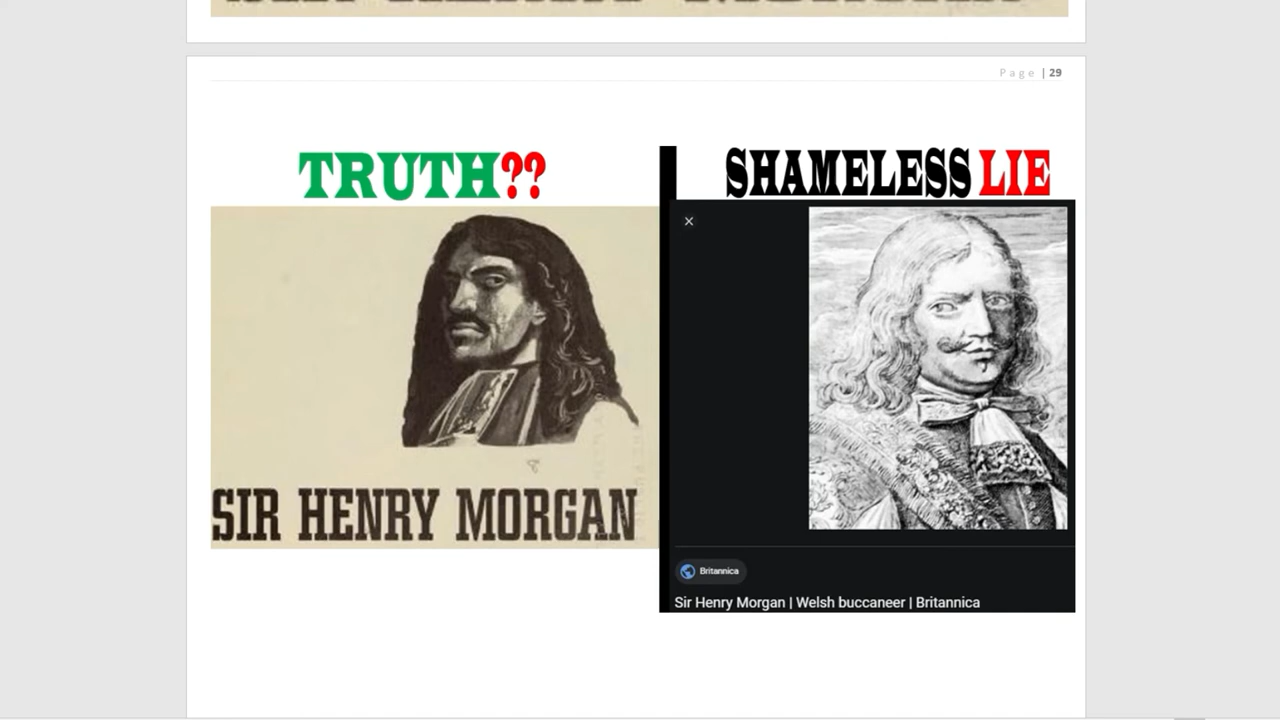 Page | 29
TRUTH??
SHAMELESS LIE
SIR HENRY MORGAN
Britannica
Sir Henry Morgan | Welsh buccaneer | Britannica